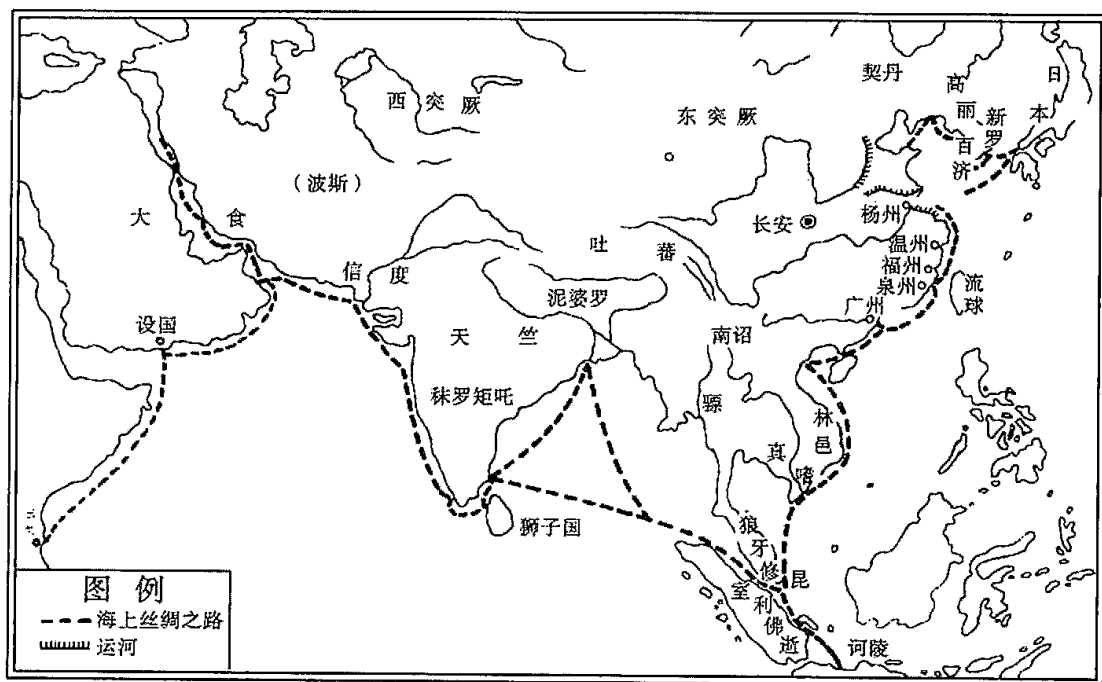 契丹
高丽
日本
西突厥
东突厥
新罗
百济
(波斯)
大食
长安
杨州
吐蕃
温州
信度
福州
泥婆罗
泉州
流球
广州
设国
天竺
南诏
秣罗矩吒
骠
林邑
真
嗜
狮子国
狼牙修
昆
室利佛逝
诃陵
图例
海上丝绸之路
运河